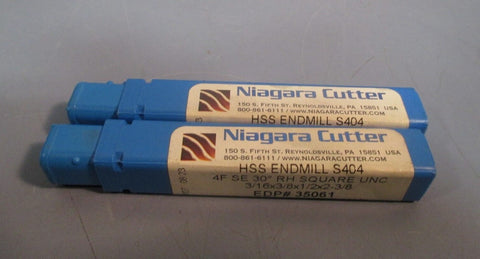 Niagara Cutter
150 S. FIFTH ST. REYNOLDSVILLE, PA 15851 USA
800-861-6111 / WWW.NIAGARACUTTER.COM
HSS ENDMILL S404
Niagara Cutter
150 S. FIFTH ST. REYNOLDSVILLE, PA 15851 USA
800-861-6111 / WWW.NIAGARACUTTER.COM
HSS ENDMILL S404
4F SE 30° RH SQUARE UNC
3/16x3/8x1/2x2-3/8
EDP# 35061